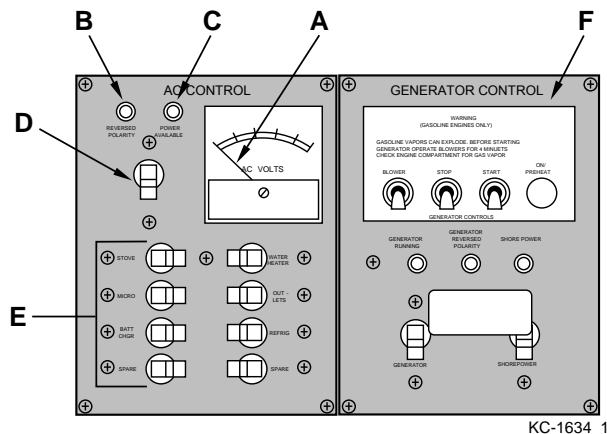 B
C
A
F
D
E
AC CONTROL
REVERSED
POLARITY
POWER
AVAILABLE
AC VOLTS
STOVE
WATER
HEATER
MICRO
OUT -
LETS
BATT
CHGR
REFRIG
SPARE
SPARE
GENERATOR CONTROL
WARNING
(GASOLINE ENGINES ONLY)
GASOLINE VAPORS CAN EXPLODE. BEFORE STARTING
GENERATOR OPERATE BLOWERS FOR 4 MINUETS
CHECK ENGINE COMPARTMENT FOR GAS VAPOR
BLOWER
STOP
START
ON/
PREHEAT
GENERATOR CONTROLS
GENERATOR
RUNNING
GENERATOR
REVERSED
POLARITY
SHORE POWER
GENERATOR
SHOREPOWER
KC-1634 1